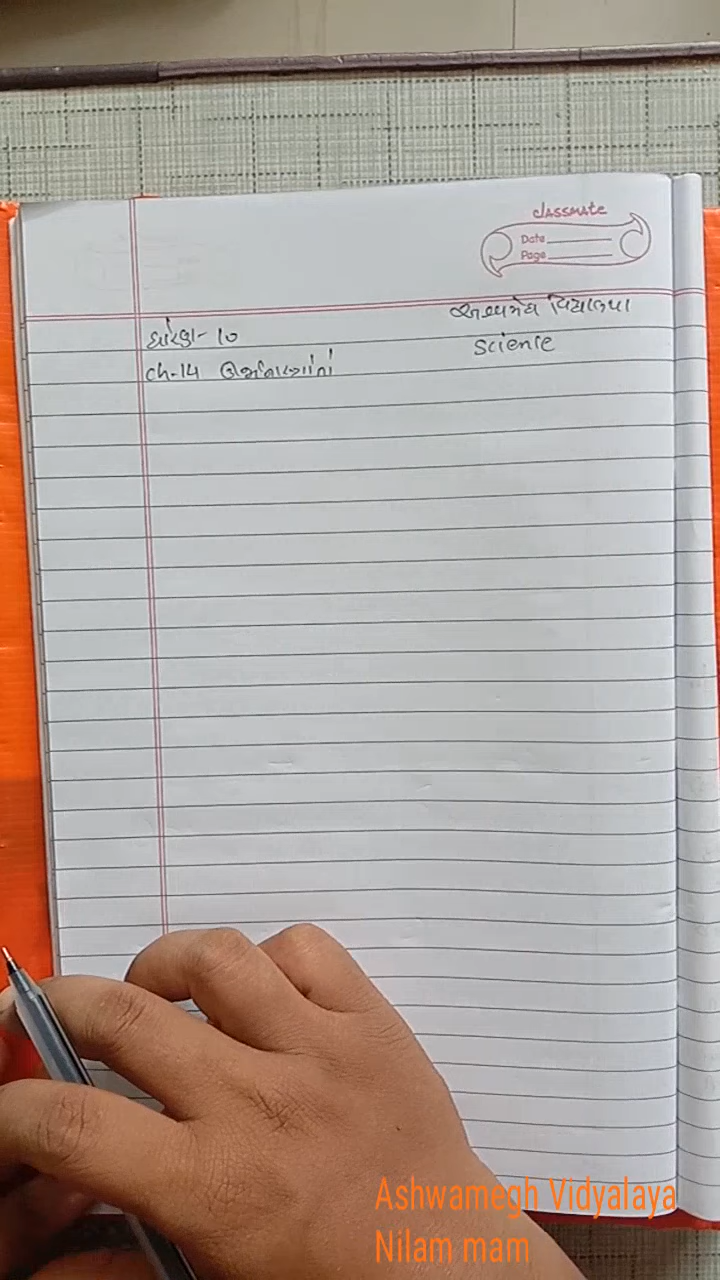 classmate
Date
Page
અશ્વમેઘ વિદ્યાલય
ધોરણ- 10
science
ch-14 ઊર્જાના સ્ત્રોતો
Ashwamegh Vidyalaya
Nilam mam